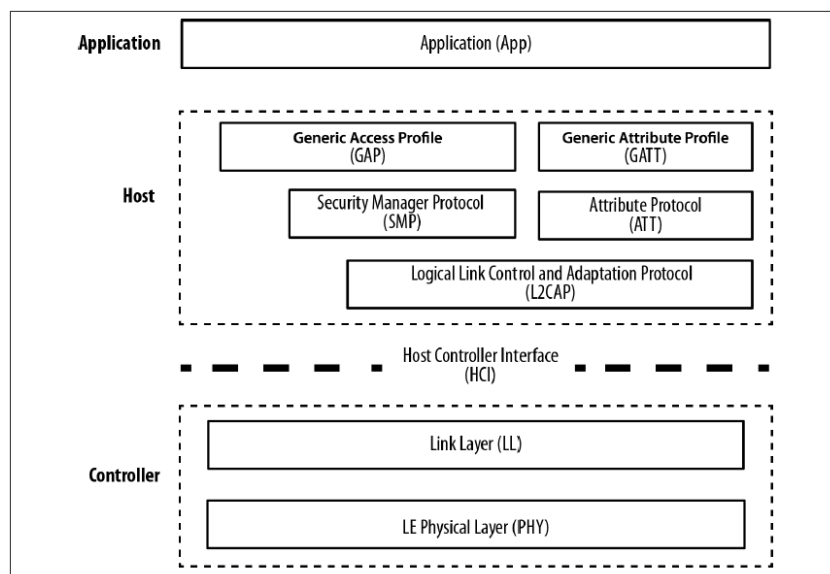 Application
Application (App)
Generic Access Profile
(GAP)
Generic Attribute Profile
(GATT)
Host
Security Manager Protocol
(SMP)
Attribute Protocol
(ATT)
Logical Link Control and Adaptation Protocol
(L2CAP)
Host Controller Interface
(HCI)
Link Layer (LL)
Controller
LE Physical Layer (PHY)